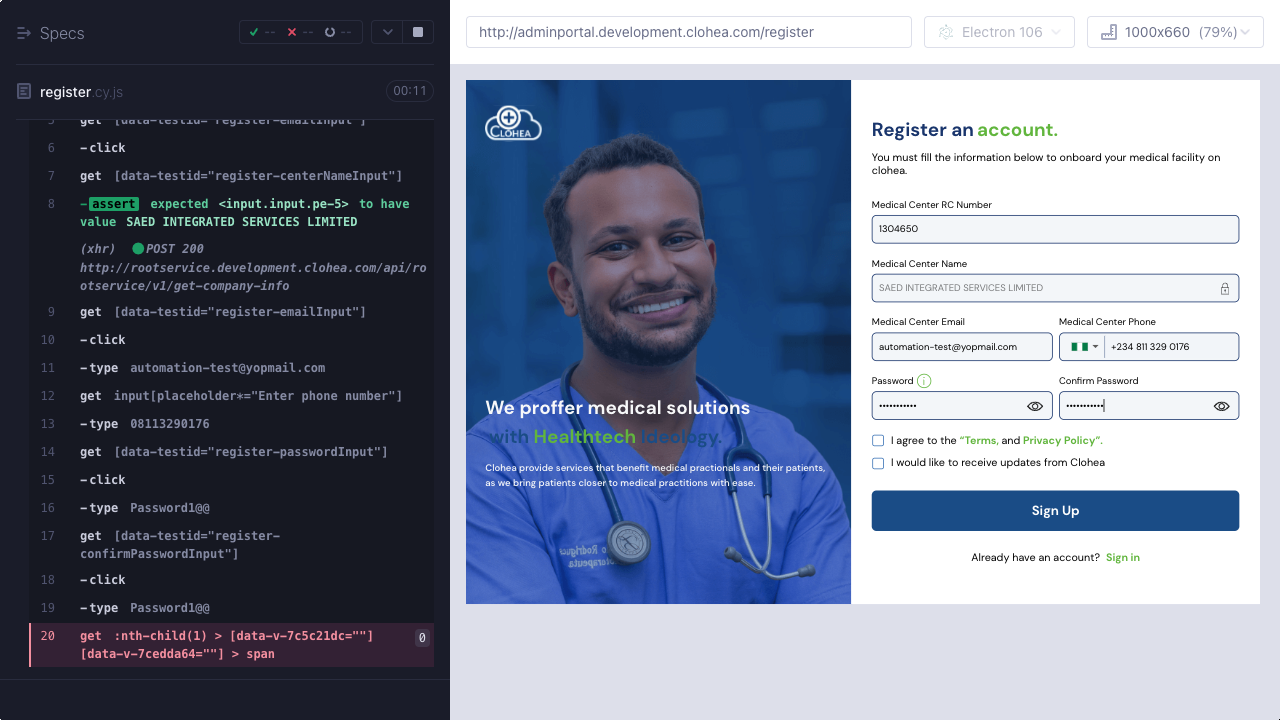 Specs
-- -- --
http://adminportal.development.clohea.com/register
Electron 106
1000x660 (79%)
register.cy.js
00:11
5 get [data-testid="register-emailInput"]
6 -click
7 get [data-testid="register-centerNameInput"]
8 -assert expected <input.input.pe-5> to have
value SAED INTEGRATED SERVICES LIMITED
(xhr) POST 200
http://rootservice.development.clohea.com/api/ro
otservice/v1/get-company-info
9 get [data-testid="register-emailInput"]
10 -click
11 -type automation-test@yopmail.com
12 get input[placeholder*="Enter phone number"]
13 -type 08113290176
14 get [data-testid="register-passwordInput"]
15 -click
16 -type Password1@@
17 get [data-testid="register-
confirmPasswordInput"]
18 -click
19 -type Password1@@
20 get :nth-child(1) > [data-v-7c5c21dc=""] 0
[data-v-7cedda64=""] > span
CLOHEA
We proffer medical solutions
with Healthtech Ideology.
Clohea provide services that benefit medical practionals and their patients,
as we bring patients closer to medical practitions with ease.
Register an account.
You must fill the information below to onboard your medical facility on
clohea.
Medical Center RC Number
1304650
Medical Center Name
SAED INTEGRATED SERVICES LIMITED
Medical Center Email
Medical Center Phone
automation-test@yopmail.com
+234 811 329 0176
Password
Confirm Password
•••••••••••
•••••••••••
I agree to the “Terms, and Privacy Policy”.
I would like to receive updates from Clohea
Sign Up
Already have an account? Sign in